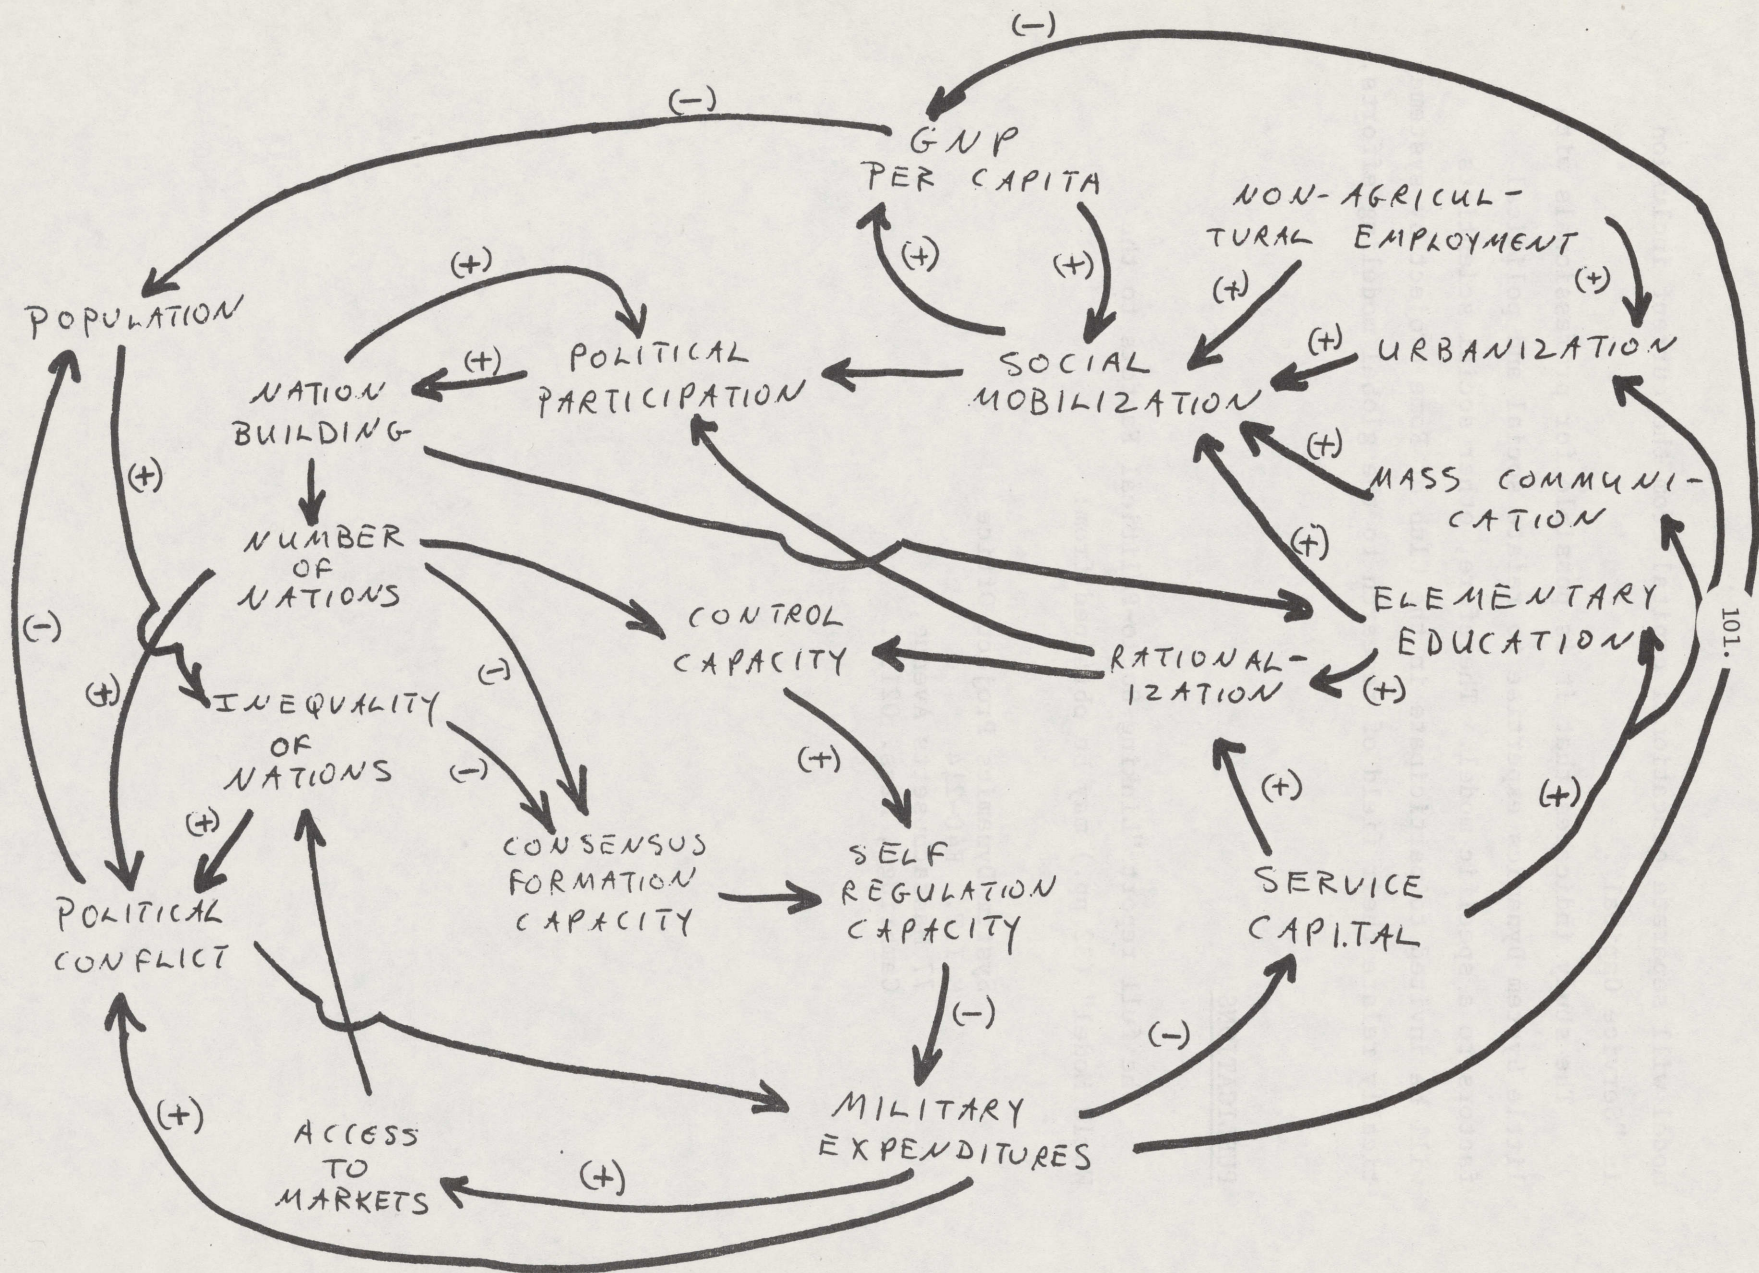 (-)
(-)
GNP
PER CAPITA
NON-AGRICUL-
TURAL EMPLOYMENT
(+)
(+)
(+)
(+)
(+)
POPULATION
POLITICAL
PARTICIPATION
(+)
SOCIAL
MOBILIZATION
(+)
URBANIZATION
NATION
BUILDING
(+)
(+)
MASS COMMUNI-
CATION
NUMBER
OF
NATIONS
(+)
ELEMENTARY
EDUCATION
101.
(-)
CONTROL
CAPACITY
RATIONAL-
IZATION
(+)
(+)
(-)
INEQUALITY
OF
NATIONS
(-)
(+)
(+)
(+)
(+)
CONSENSUS
FORMATION
CAPACITY
SELF
REGULATION
CAPACITY
SERVICE
CAPITAL
POLITICAL
CONFLICT
(-)
(-)
(+)
MILITARY
EXPENDITURES
ACCESS
TO
MARKETS
(+)